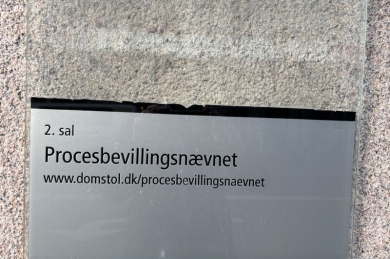 2. sal
Procesbevillingsnævnet
www.domstol.dk/procesbevillingsnaevnet